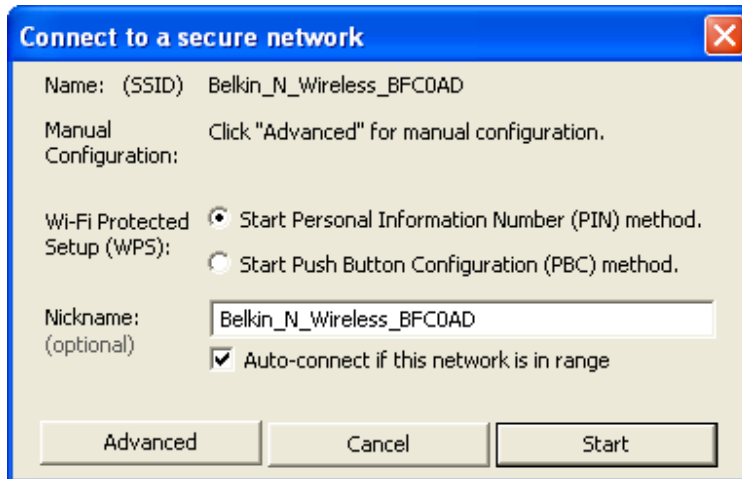 Connect to a secure network
Name: (SSID) Belkin_N_Wireless_BFC0AD
Manual Configuration: Click "Advanced" for manual configuration.
Wi-Fi Protected Setup (WPS):
Start Personal Information Number (PIN) method.
Start Push Button Configuration (PBC) method.
Nickname: (optional)
Belkin_N_Wireless_BFC0AD
Auto-connect if this network is in range
Advanced Cancel Start